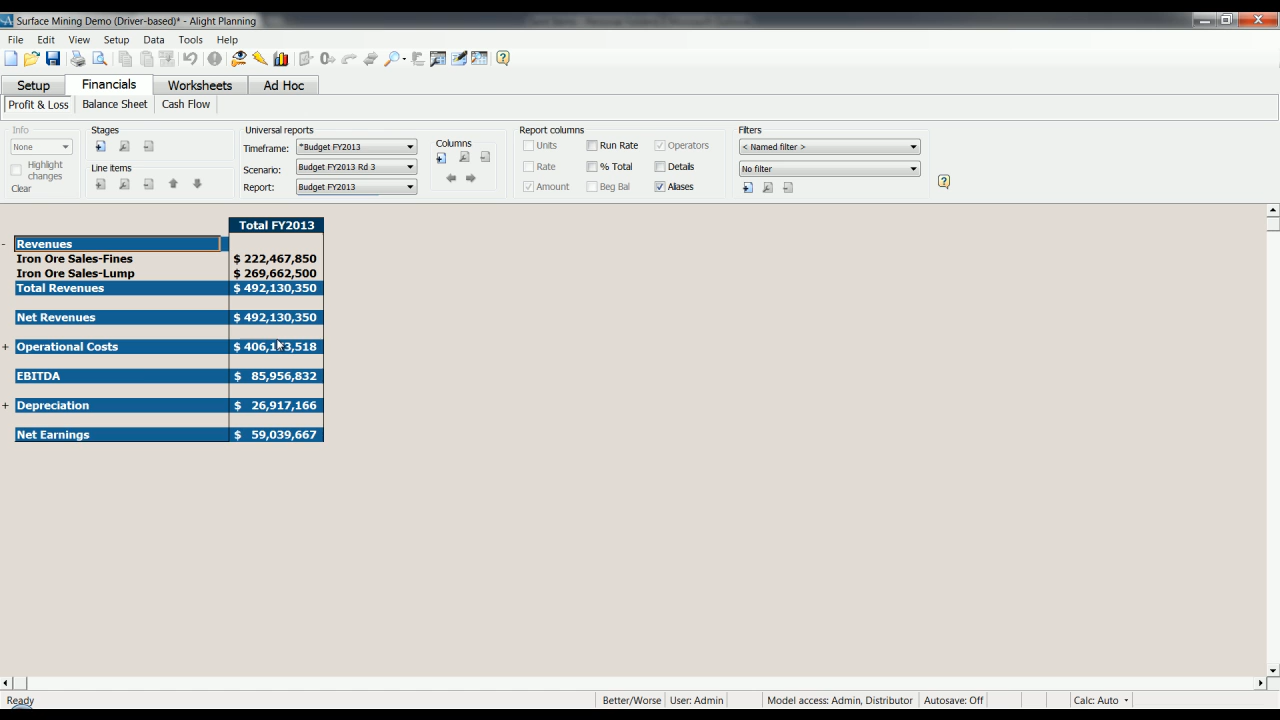 Surface Mining Demo (Driver-based)* - Alight Planning
File Edit View Setup Data Tools Help
Setup Financials Worksheets Ad Hoc
Profit & Loss Balance Sheet Cash Flow
Info
None
Highlight changes
Clear
Stages
Line items
Universal reports
Timeframe: *Budget FY2013
Scenario: Budget FY2013 Rd 3
Report: Budget FY2013
Columns
Report columns
Units Run Rate Operators
Rate % Total Details
Amount Beg Bal Aliases
Filters
< Named filter >
No filter
Total FY2013
- Revenues
Iron Ore Sales-Fines $ 222,467,850
Iron Ore Sales-Lump $ 269,662,500
Total Revenues $ 492,130,350
Net Revenues $ 492,130,350
+ Operational Costs
EBITDA $ 85,956,832
+ Depreciation $ 26,917,166
Net Earnings $ 59,039,667
Ready Better/Worse User: Admin Model access: Admin, Distributor Autosave: Off Calc: Auto